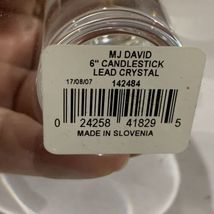 MJ DAVID
6" CANDLESTICK
LEAD CRYSTAL
17/08/07 142484
0 24258 41829 5
MADE IN SLOVENIA